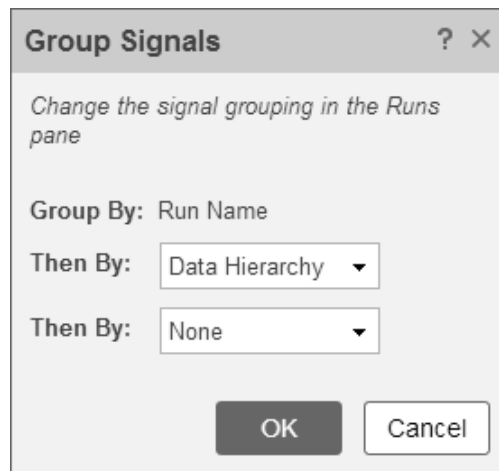 Group Signals ? ×
Change the signal grouping in the Runs
pane
Group By: Run Name
Then By: Data Hierarchy
Then By: None
OK Cancel